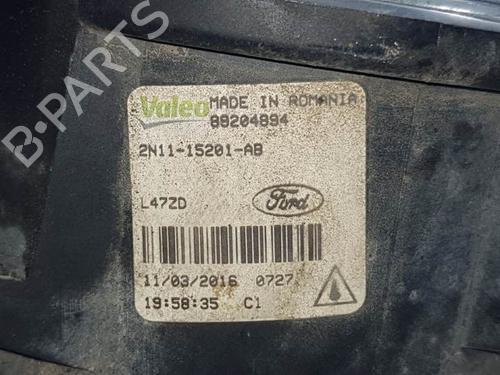 Valeo MADE IN ROMANIA
89204894
2N11-15201-AB
L47ZD
Ford
11/03/2016 0727
19:58:35 C1
B-PARTS